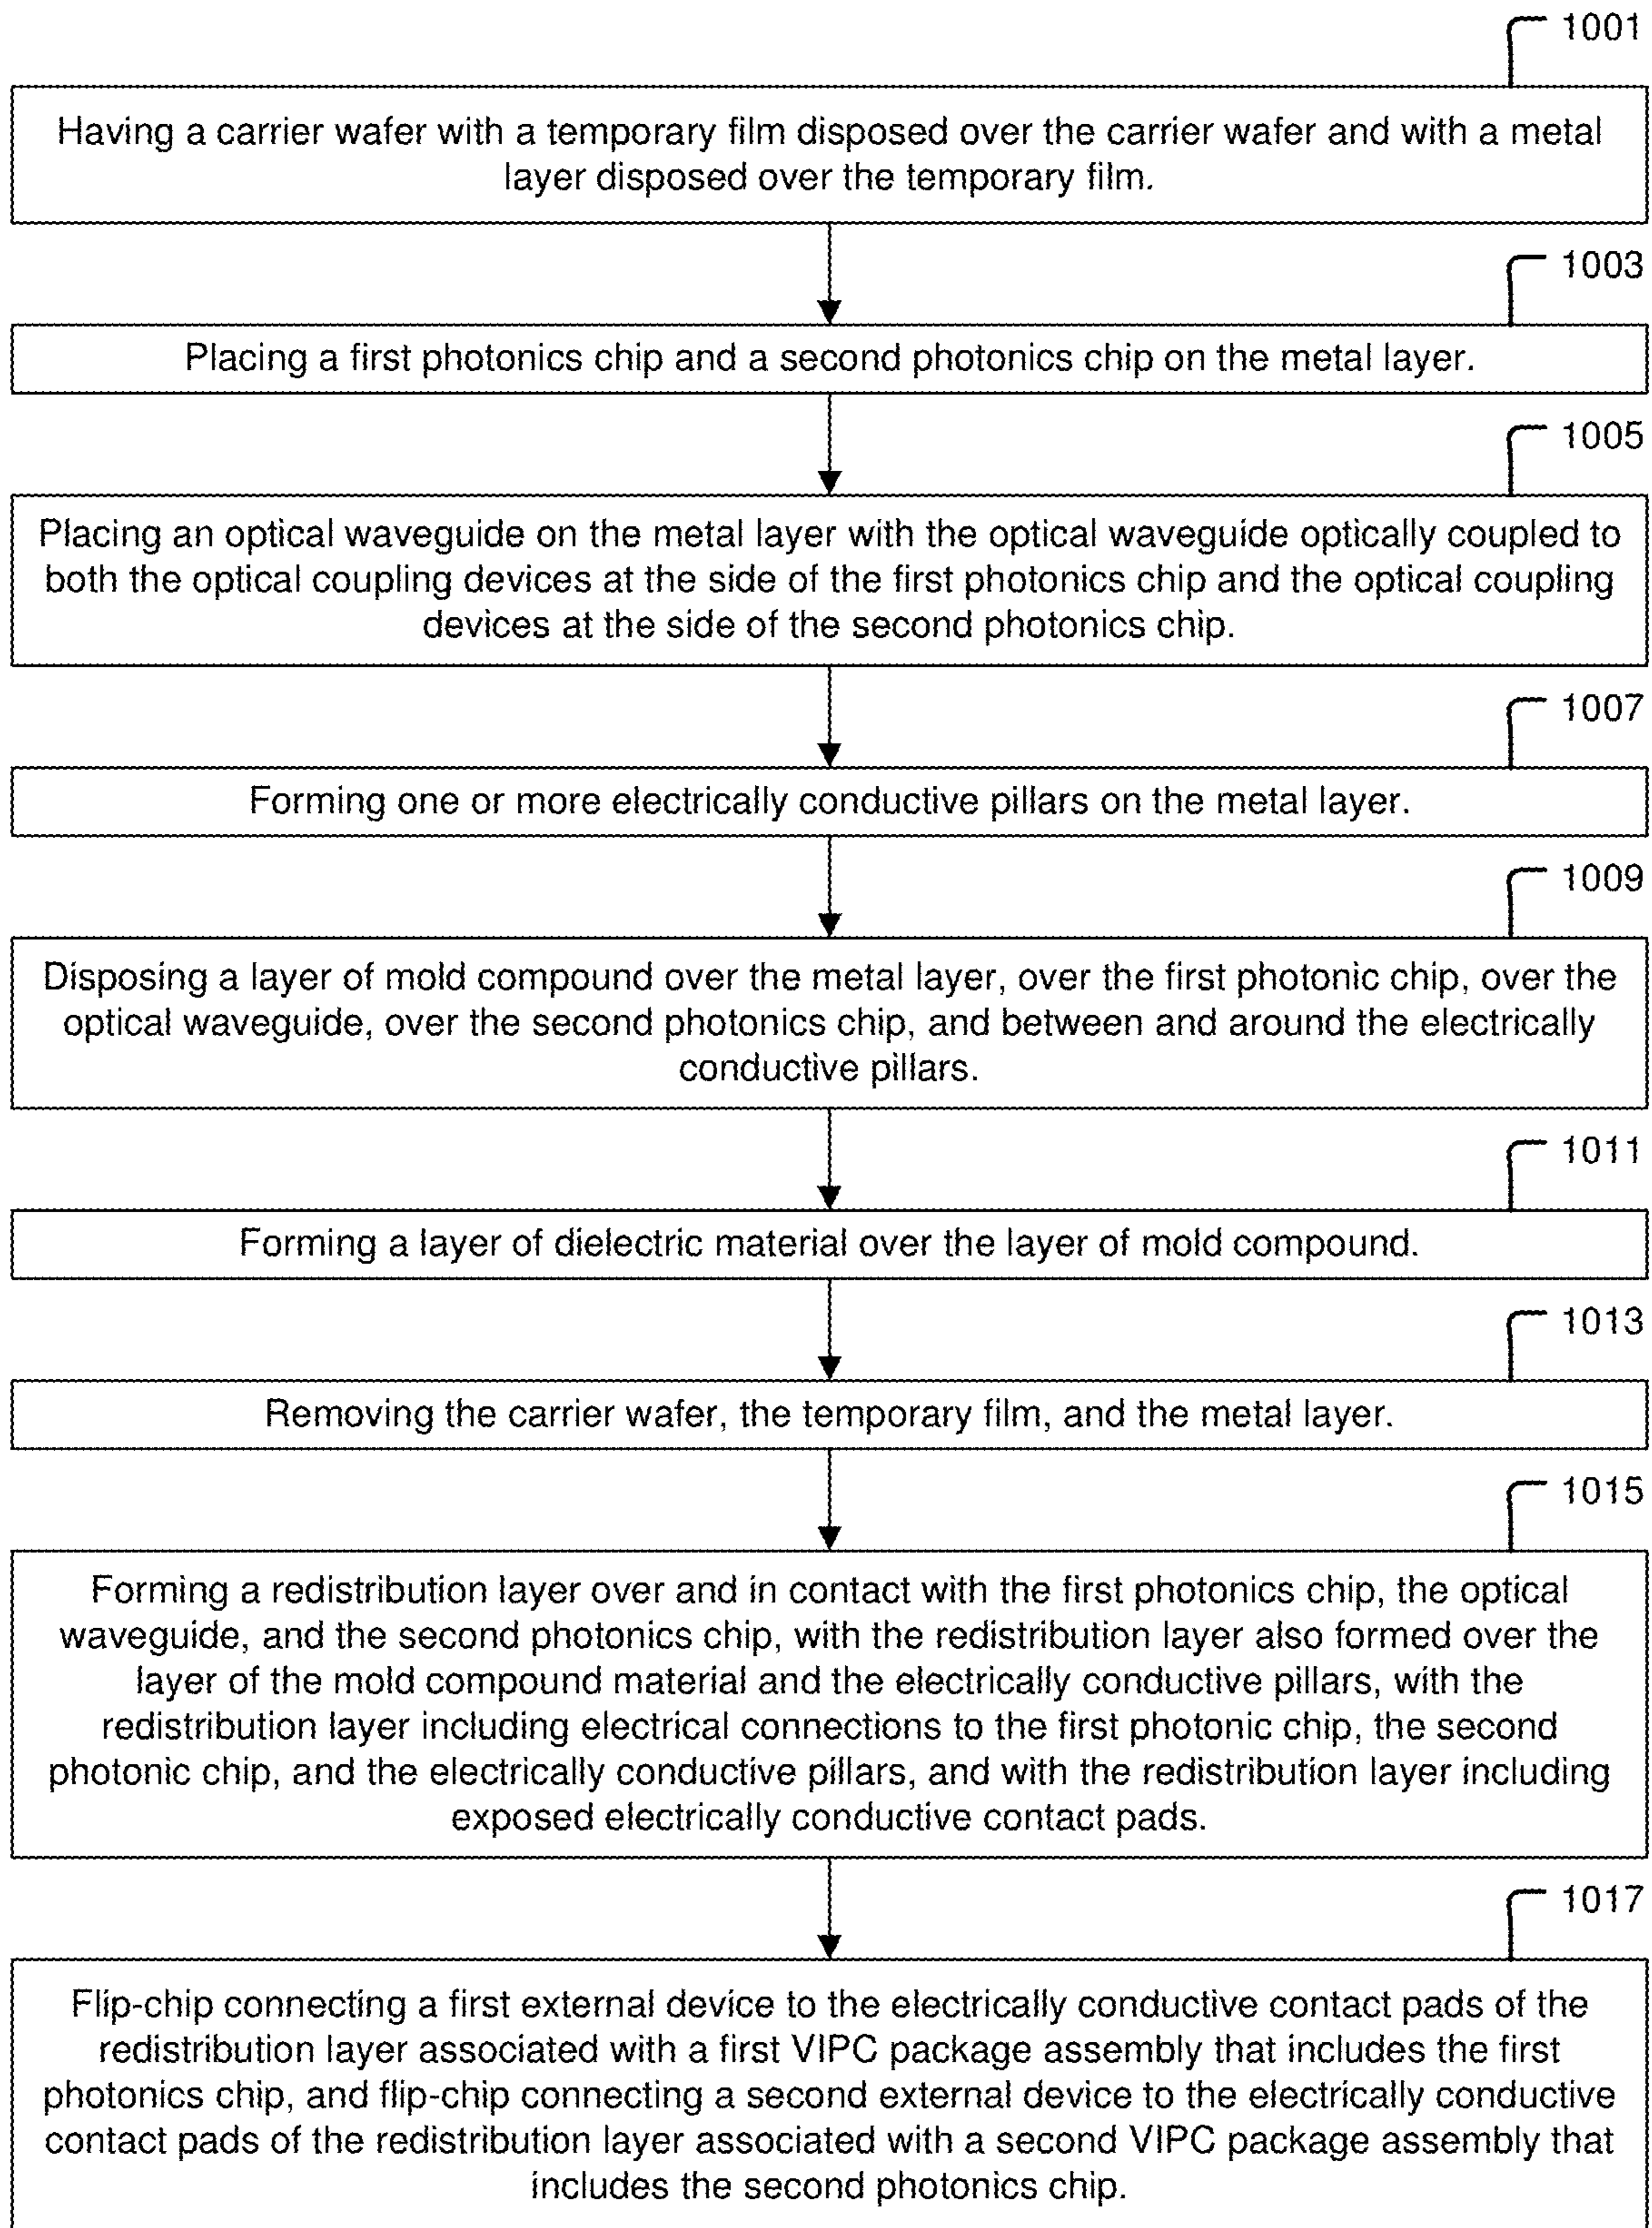 1001
Having a carrier wafer with a temporary film disposed over the carrier wafer and with a metal
layer disposed over the temporary film.
1003
Placing a first photonics chip and a second photonics chip on the metal layer.
1005
Placing an optical waveguide on the metal layer with the optical waveguide optically coupled to
both the optical coupling devices at the side of the first photonics chip and the optical coupling
devices at the side of the second photonics chip.
1007
Forming one or more electrically conductive pillars on the metal layer.
1009
Disposing a layer of mold compound over the metal layer, over the first photonic chip, over the
optical waveguide, over the second photonics chip, and between and around the electrically
conductive pillars.
1011
Forming a layer of dielectric material over the layer of mold compound.
1013
Removing the carrier wafer, the temporary film, and the metal layer.
1015
Forming a redistribution layer over and in contact with the first photonics chip, the optical
waveguide, and the second photonics chip, with the redistribution layer also formed over the
layer of the mold compound material and the electrically conductive pillars, with the
redistribution layer including electrical connections to the first photonic chip, the second
photonic chip, and the electrically conductive pillars, and with the redistribution layer including
exposed electrically conductive contact pads.
1017
Flip-chip connecting a first external device to the electrically conductive contact pads of the
redistribution layer associated with a first VIPC package assembly that includes the first
photonics chip, and flip-chip connecting a second external device to the electrically conductive
contact pads of the redistribution layer associated with a second VIPC package assembly that
includes the second photonics chip.